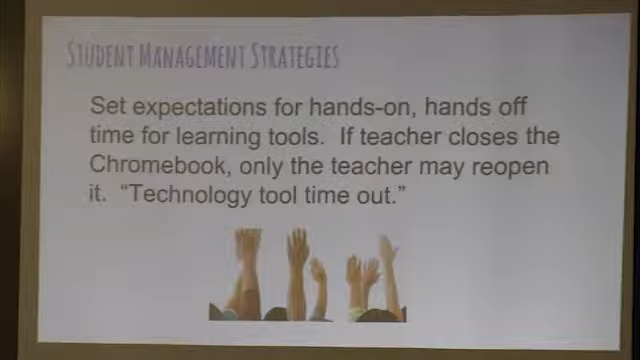 STUDENT MANAGEMENT STRATEGIES
Set expectations for hands-on, hands off
time for learning tools.  If teacher closes the
Chromebook, only the teacher may reopen
it.  “Technology tool time out.”